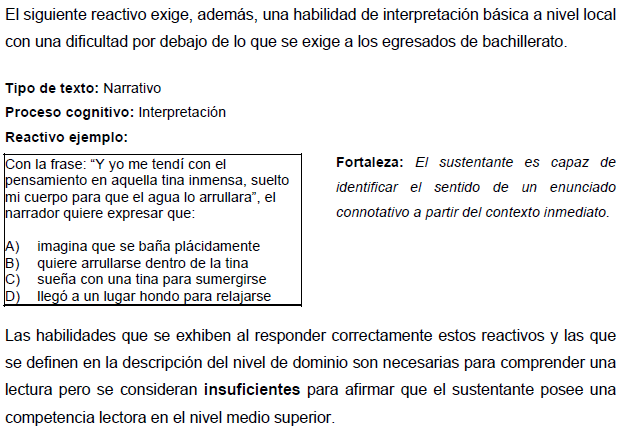 El siguiente reactivo exige, además, una habilidad de interpretación básica a nivel local
con una dificultad por debajo de lo que se exige a los egresados de bachillerato.
Tipo de texto: Narrativo
Proceso cognitivo: Interpretación
Reactivo ejemplo:
Con la frase: “Y yo me tendí con el
pensamiento en aquella tina inmensa, suelto
mi cuerpo para que el agua lo arrullara”, el
narrador quiere expresar que:
A) imagina que se baña plácidamente
B) quiere arrullarse dentro de la tina
C) sueña con una tina para sumergirse
D) llegó a un lugar hondo para relajarse
Fortaleza: El sustentante es capaz de
identificar el sentido de un enunciado
connotativo a partir del contexto inmediato.
Las habilidades que se exhiben al responder correctamente estos reactivos y las que
se definen en la descripción del nivel de dominio son necesarias para comprender una
lectura pero se consideran insuficientes para afirmar que el sustentante posee una
competencia lectora en el nivel medio superior.